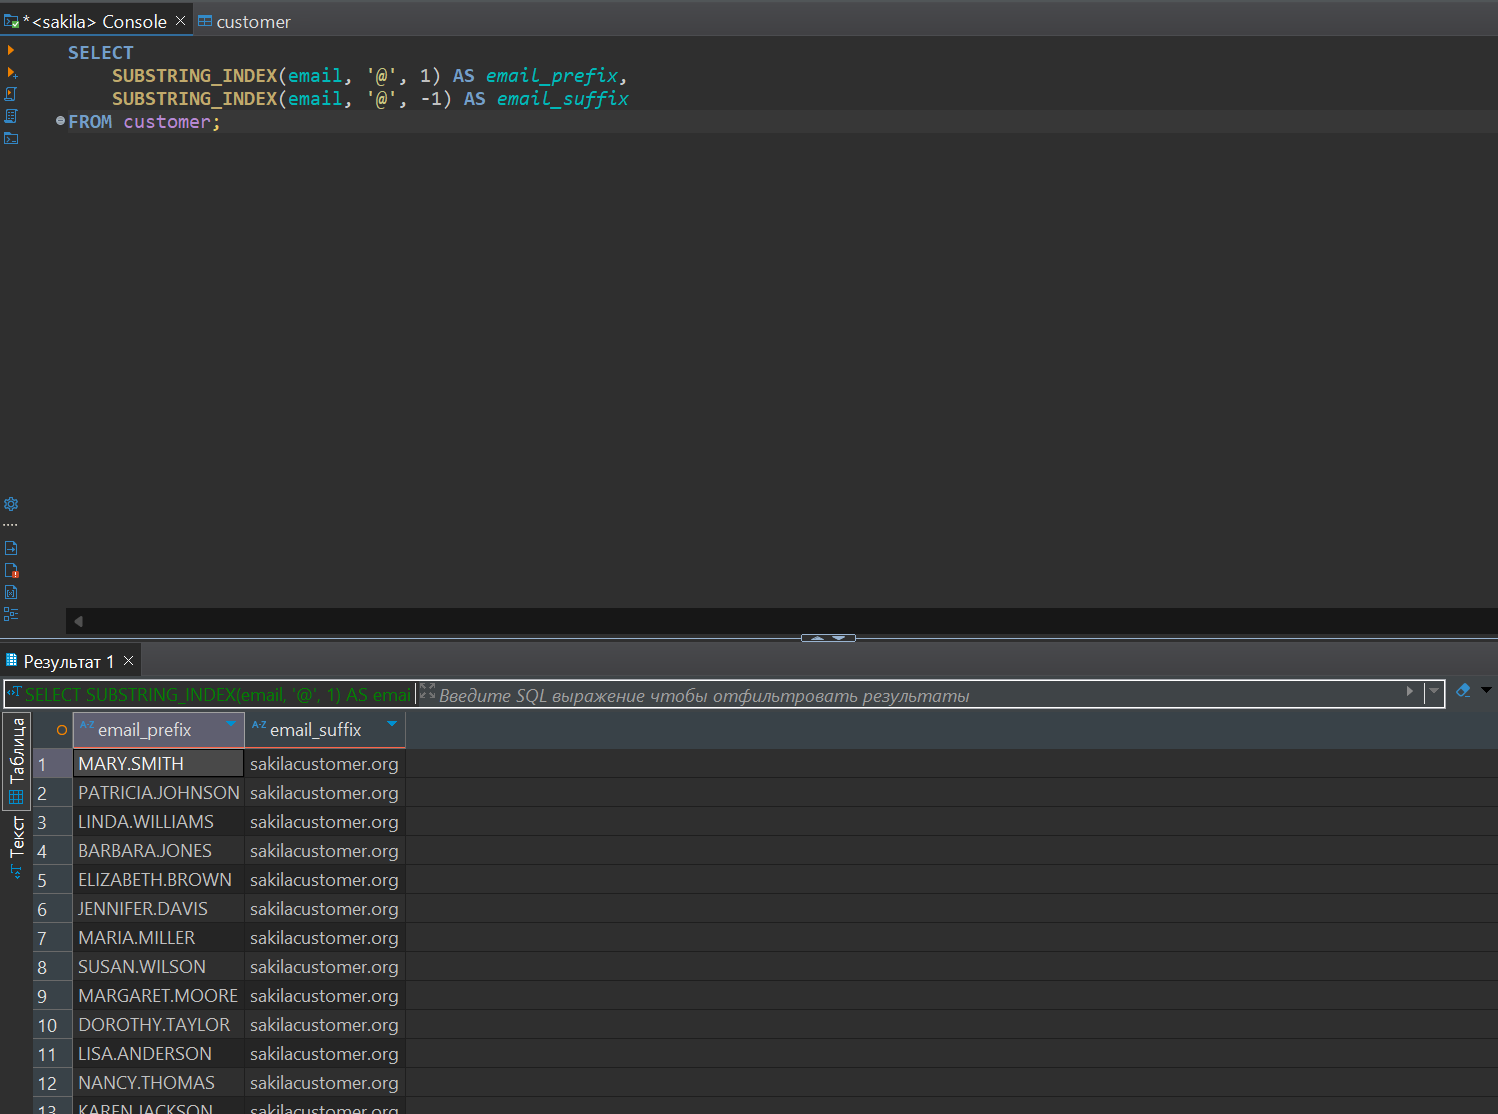 *<sakila> Console customer
SELECT
SUBSTRING_INDEX(email, '@', 1) AS email_prefix,
SUBSTRING_INDEX(email, '@', -1) AS email_suffix
FROM customer;
Результат 1
SELECT SUBSTRING_INDEX(email, '@', 1) AS emai Введите SQL выражение чтобы отфильтровать результаты
Таблица
Текст
A-Z email_prefix A-Z email_suffix
1 MARY.SMITH sakilacustomer.org
2 PATRICIA.JOHNSON sakilacustomer.org
3 LINDA.WILLIAMS sakilacustomer.org
4 BARBARA.JONES sakilacustomer.org
5 ELIZABETH.BROWN sakilacustomer.org
6 JENNIFER.DAVIS sakilacustomer.org
7 MARIA.MILLER sakilacustomer.org
8 SUSAN.WILSON sakilacustomer.org
9 MARGARET.MOORE sakilacustomer.org
10 DOROTHY.TAYLOR sakilacustomer.org
11 LISA.ANDERSON sakilacustomer.org
12 NANCY.THOMAS sakilacustomer.org
13 KAREN.JACKSON sakilacustomer.org